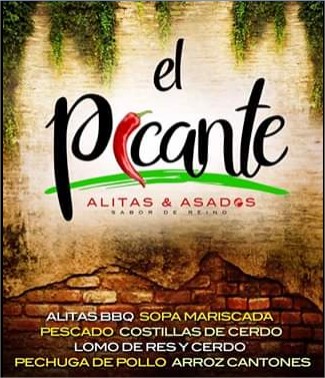 el
Picante
ALITAS & ASADOS
SABOR DE REINO
ALITAS BBQ SOPA MARISCADA
PESCADO COSTILLAS DE CERDO
LOMO DE RES Y CERDO
PECHUGA DE POLLO ARROZ CANTONES